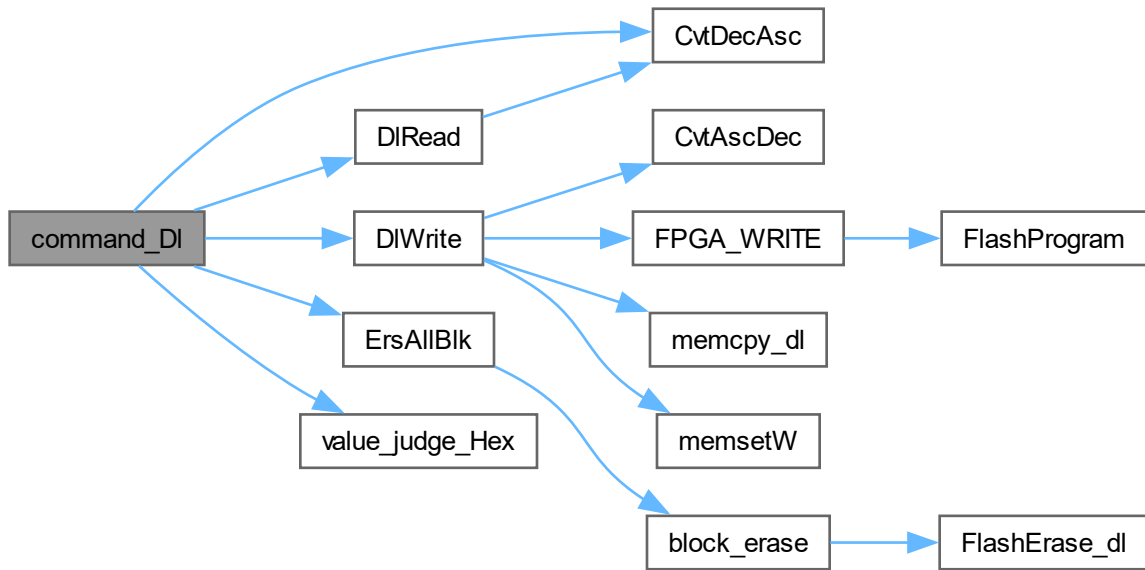 CvtDecAsc
DlRead
CvtAscDec
command_Dl
DlWrite
FPGA_WRITE
FlashProgram
ErsAllBlk
memcpy_dl
value_judge_Hex
memsetW
block_erase
FlashErase_dl